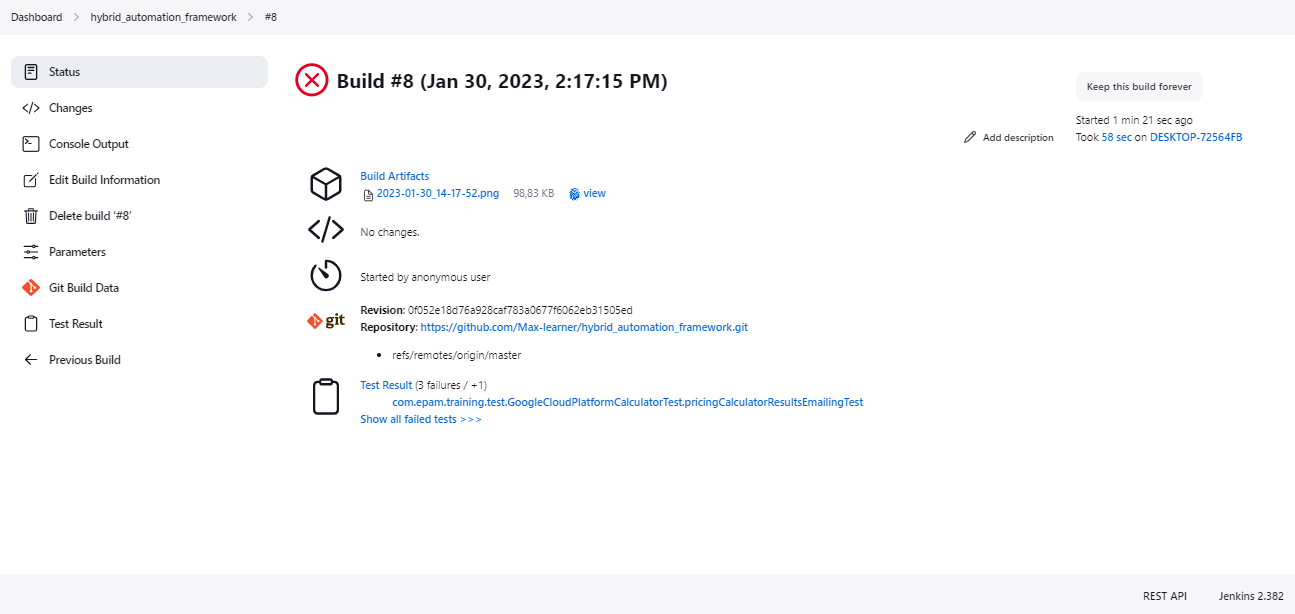 Dashboard > hybrid_automation_framework > #8
Status
Changes
Console Output
Edit Build Information
Delete build '#8'
Parameters
Git Build Data
Test Result
Previous Build
Build #8 (Jan 30, 2023, 2:17:15 PM)
Keep this build forever
Started 1 min 21 sec ago
Took 58 sec on DESKTOP-72564FB
Add description
Build Artifacts
2023-01-30_14-17-52.png 98,83 KB view
No changes.
Started by anonymous user
git
Revision: 0f052e18d76a928caf783a0677f6062eb31505ed
Repository: https://github.com/Max-learner/hybrid_automation_framework.git
• refs/remotes/origin/master
Test Result (3 failures / +1)
com.epam.training.test.GoogleCloudPlatformCalculatorTest.pricingCalculatorResultsEmailingTest
Show all failed tests >>>
REST API Jenkins 2.382